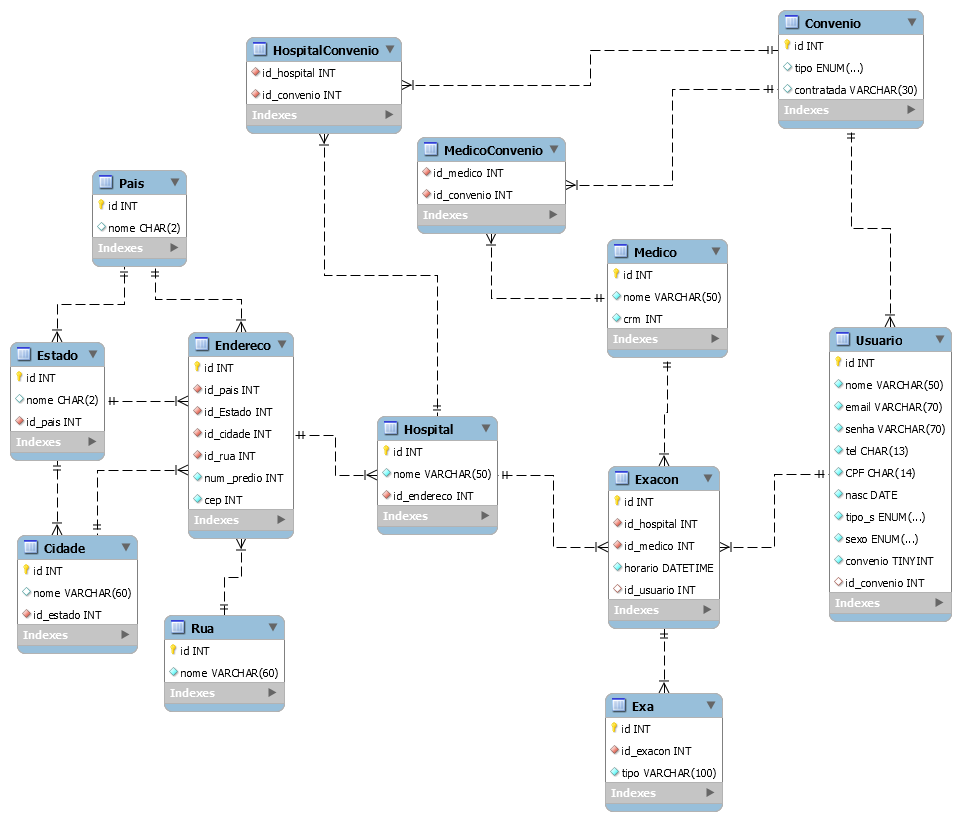 Convenio
id INT
tipo ENUM(...)
contratada VARCHAR(30)
Indexes
HospitalConvenio
id_hospital INT
id_convenio INT
Indexes
MedicoConvenio
id_medico INT
id_convenio INT
Indexes
Pais
id INT
nome CHAR(2)
Indexes
Medico
id INT
nome VARCHAR(50)
crm INT
Indexes
Usuario
id INT
nome VARCHAR(50)
email VARCHAR(70)
senha VARCHAR(70)
tel CHAR(13)
CPF CHAR(14)
nasc DATE
tipo_s ENUM(...)
sexo ENUM(...)
convenio TINYINT
id_convenio INT
Indexes
Estado
id INT
nome CHAR(2)
id_pais INT
Indexes
Endereco
id INT
id_pais INT
id_Estado INT
id_cidade INT
id_rua INT
num_predio INT
cep INT
Indexes
Hospital
id INT
nome VARCHAR(50)
id_endereco INT
Indexes
Exacon
id INT
id_hospital INT
id_medico INT
horario DATETIME
id_usuario INT
Indexes
Cidade
id INT
nome VARCHAR(60)
id_estado INT
Indexes
Rua
id INT
nome VARCHAR(60)
Indexes
Exa
id INT
id_exacon INT
tipo VARCHAR(100)
Indexes